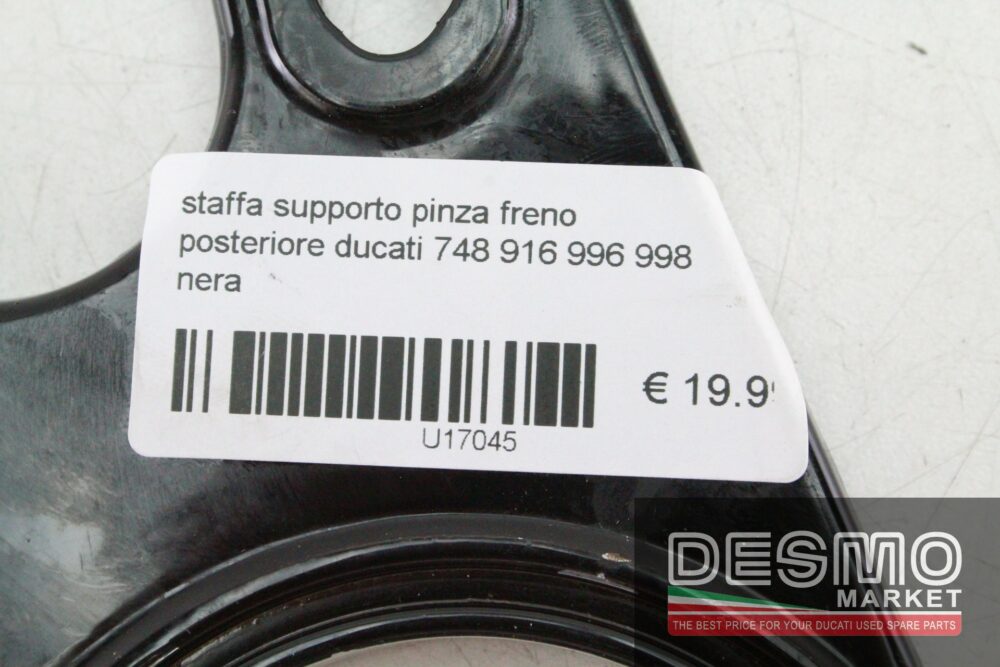 staffa supporto pinza freno
posteriore ducati 748 916 996 998
nera
€ 19.9
U17045
DESMO
MARKET
THE BEST PRICE FOR YOUR DUCATI USED SPARE PARTS